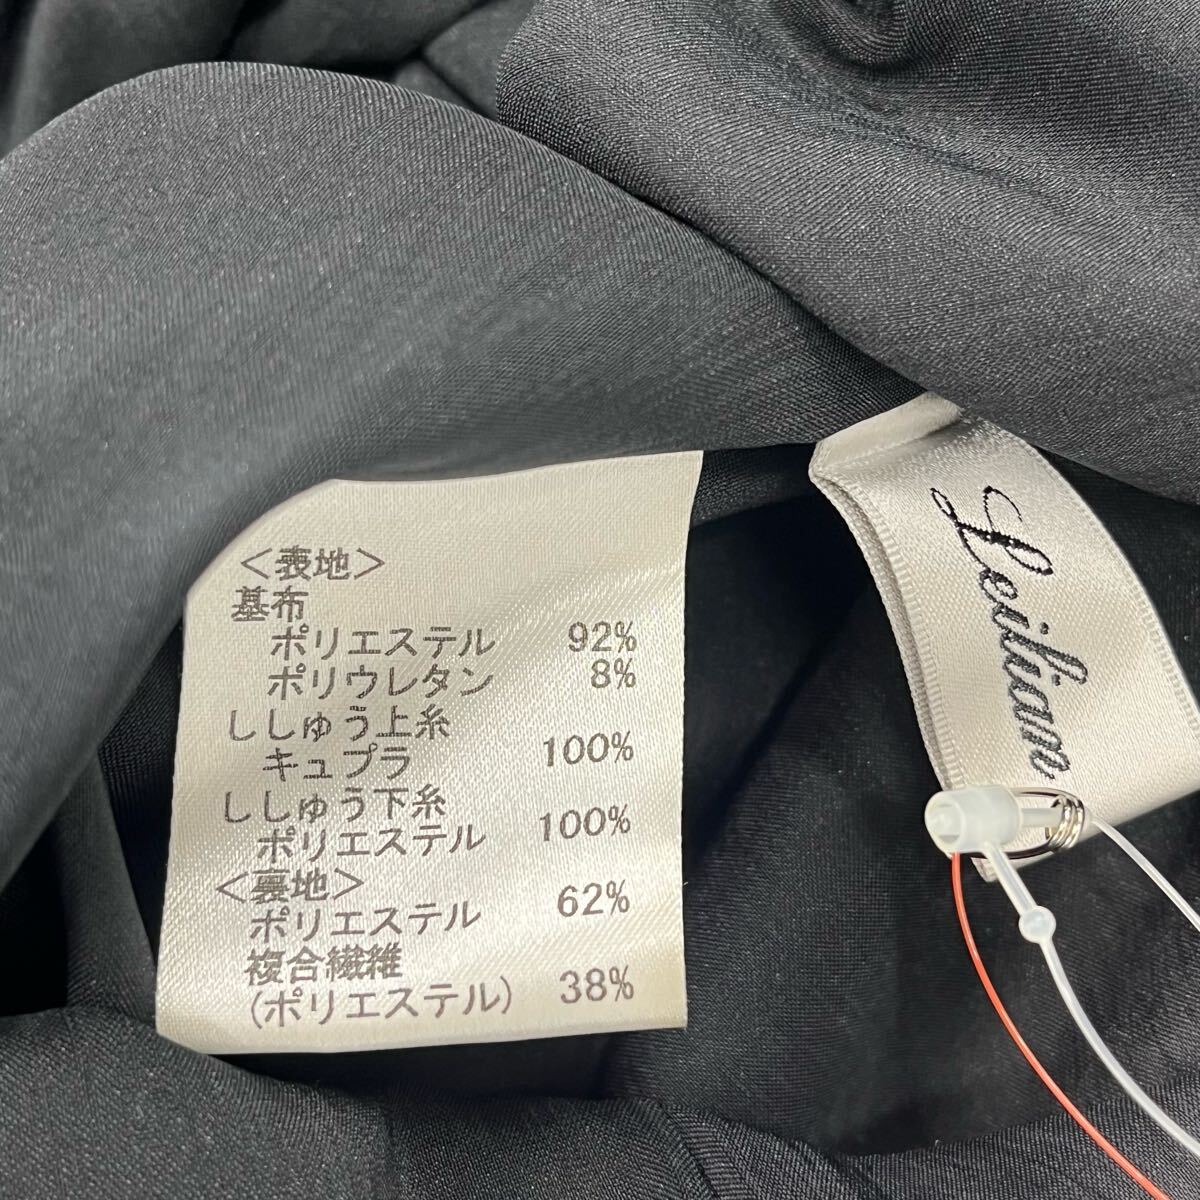 ＜表地＞
基布
ポリエステル 92%
ポリウレタン 8%
ししゅう上糸
キュプラ 100%
ししゅう下糸
ポリエステル 100%
＜裏地＞
ポリエステル 62%
複合繊維
(ポリエステル) 38%
Leilian